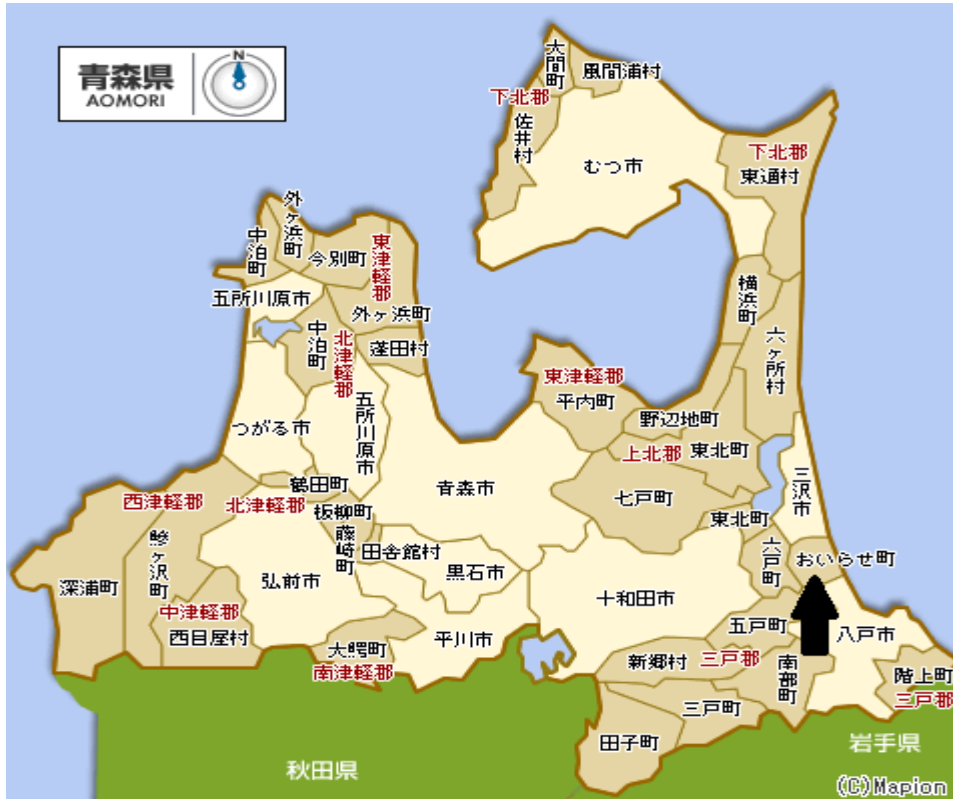 青森県
AOMORI
N
大間町
風間浦村
下北郡
佐井村
むつ市
下北郡
東通村
外ヶ浜町
中泊町
今別町
東津軽郡
五所川原市
外ヶ浜町
中泊町
北津軽郡
蓬田村
横浜町
六ヶ所村
東津軽郡
平内町
野辺地町
つがる市
五所川原市
上北郡
東北町
三沢市
鶴田町
青森市
七戸町
西津軽郡
北津軽郡
板柳町
東北町
鰺ヶ沢町
藤崎町
田舎館村
黒石市
六戸町
おいらせ町
深浦町
弘前市
十和田市
中津軽郡
西目屋村
大鰐町
平川市
五戸町
八戸市
南津軽郡
新郷村
三戸郡
南部町
階上町
三戸郡
三戸町
田子町
秋田県
岩手県
(C)Mapion